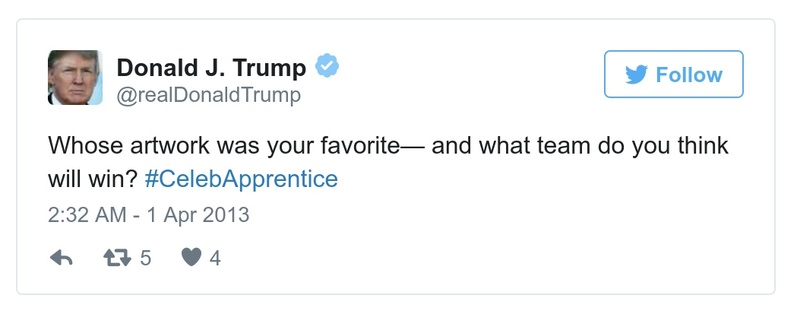 Donald J. Trump
@realDonaldTrump
Follow
Whose artwork was your favorite— and what team do you think
will win? #CelebApprentice
2:32 AM - 1 Apr 2013
5 4